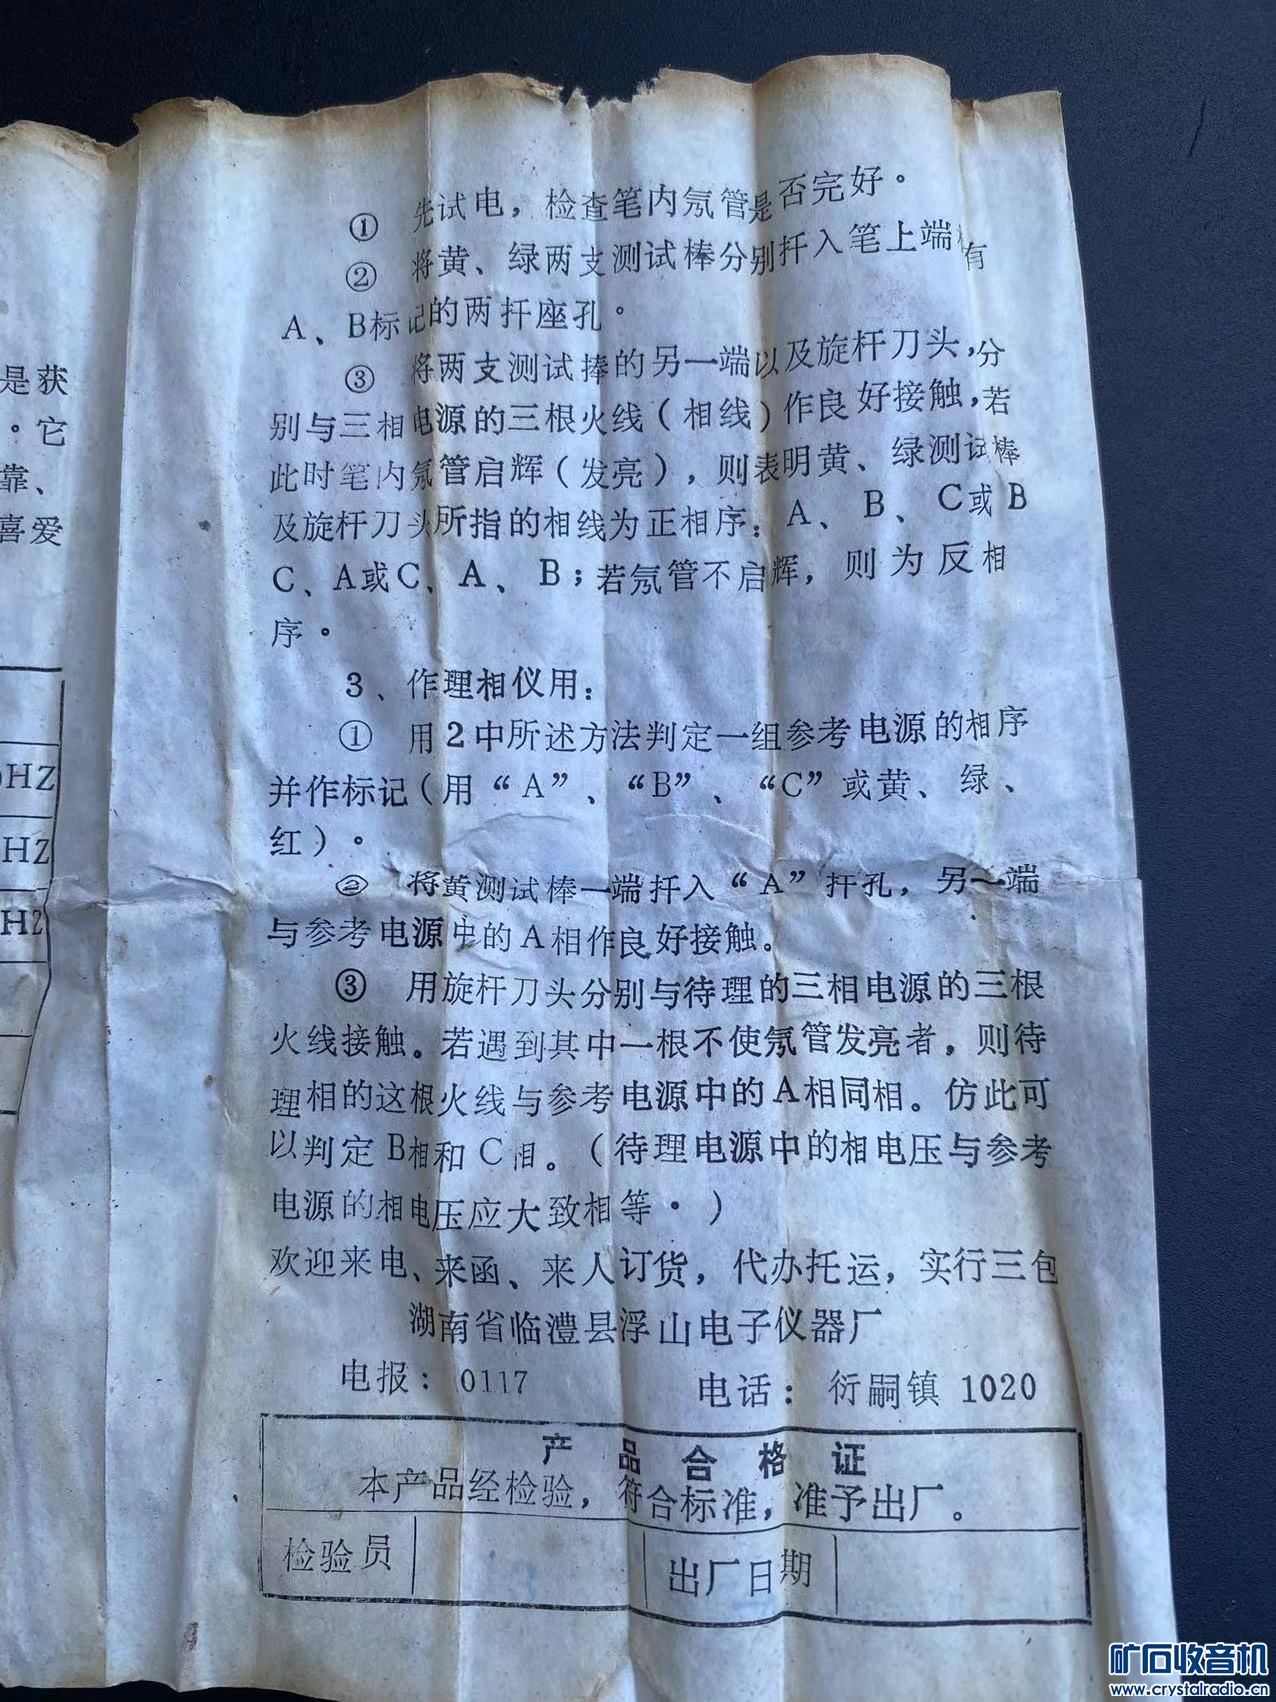 是获
。它
靠、
喜爱
HZ
HZ
HZ
① 先试电，检查笔内氖管是否完好。
② 将黄、绿两支测试棒分别扦入笔上端标有
A、B标记的两扦座孔。
③ 将两支测试捧的另一端以及旋杆刀头，分
别与三相电源的三根火线（相线）作良好接触，若
此时笔内氖管启辉（发亮），则表明黄、绿测试棒
及旋杆刀头所指的相线为正相序：A、B、C或B
C、A或C、A、B；若氖管不启辉，则为反相
序。
3、作理相仪用：
① 用2中所述方法判定一组参考电源的相序
并作标记（用“A”、“B”、“C”或黄、绿、
红）。
② 将黄测试棒一端扦入“A”扦孔，另一端
与参考电源中的A相作良好接触。
③ 用旋杆刀头分别与待理的三相电源的三根
火线接触。若遇到其中一根不使氖管发亮者，则待
理相的这根火线与参考电源中的A相同相。仿此可
以判定B相和C相。（待理电源中的相电压与参考
电源的相电压应大致相等。）
欢迎来电、来函、来人订货，代办托运，实行三包
湖南省临澧县浮山电子仪器厂
电报：0117 电话：衍嗣镇 1020
产品合格证
本产品经检验，符合标准，准予出厂。
检验员 出厂日期
矿石收音机
www.crystalradio.cn